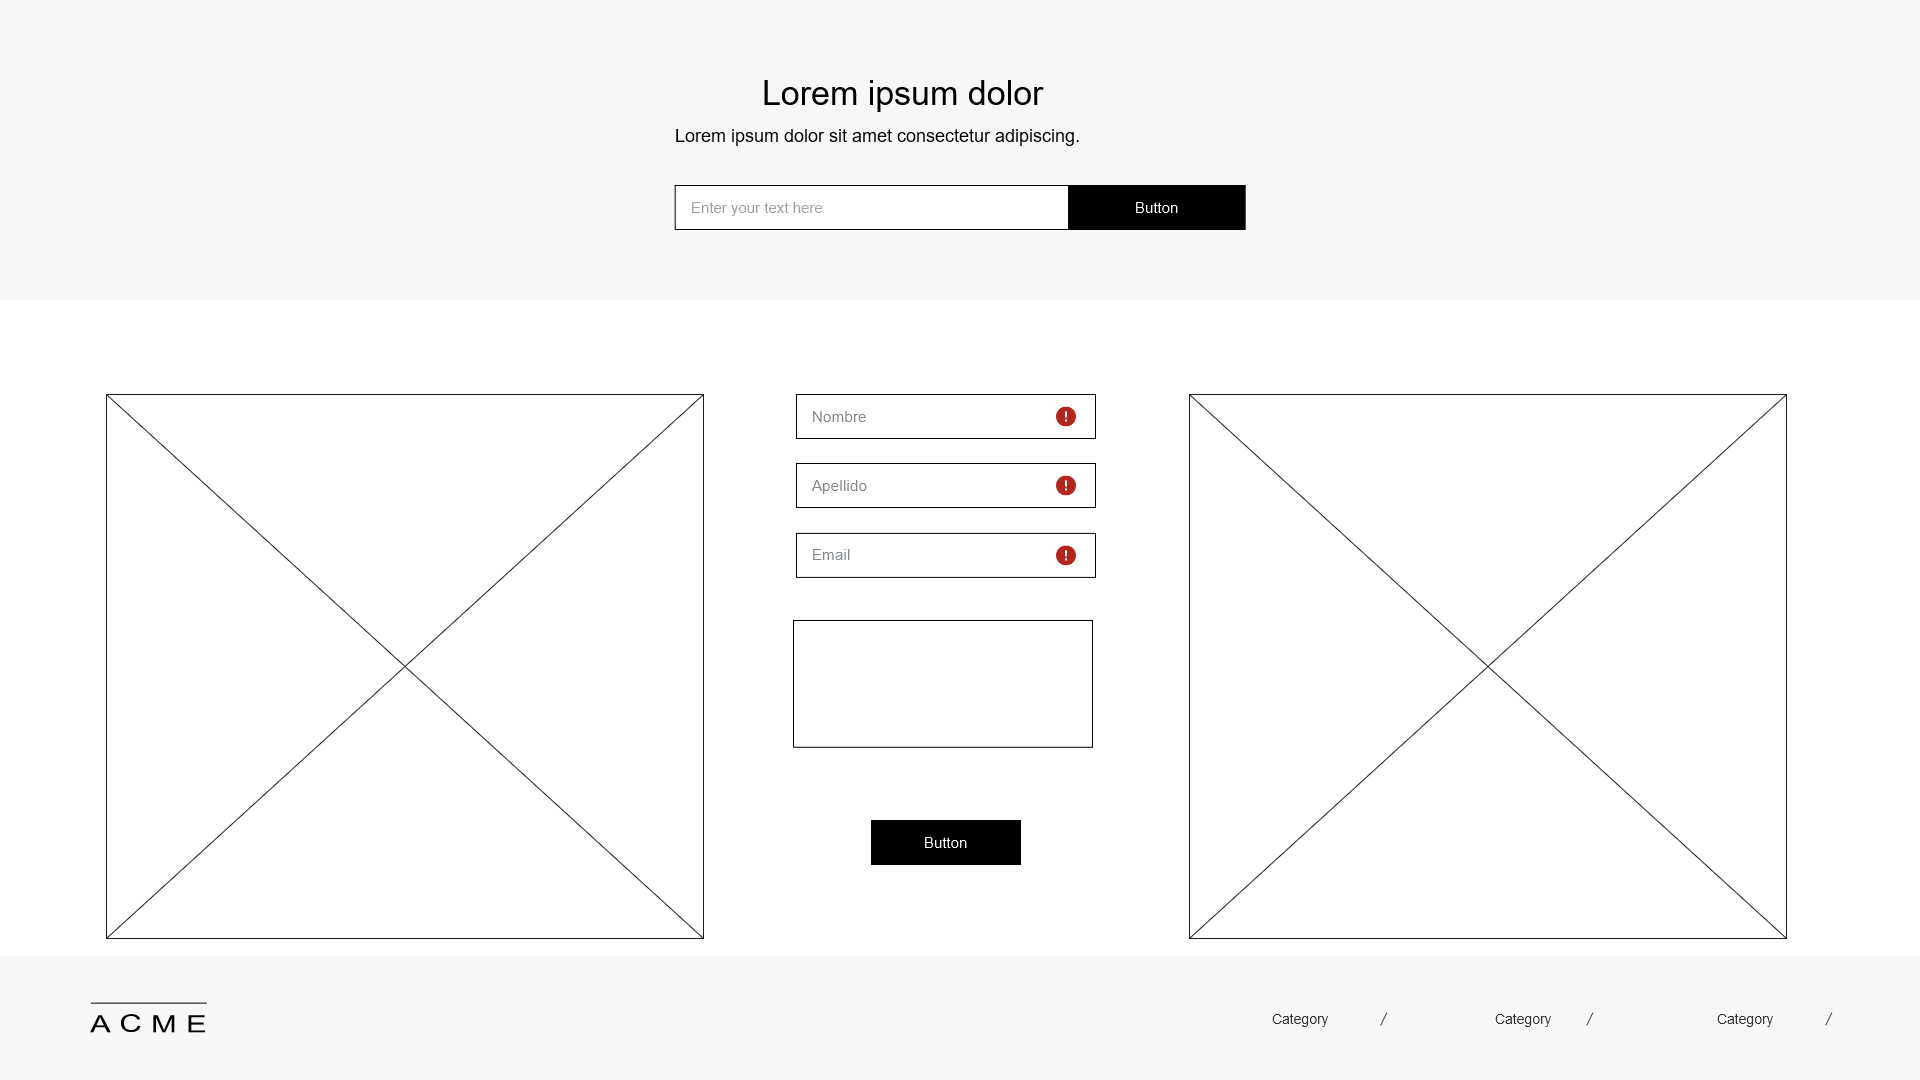 Lorem ipsum dolor
Lorem ipsum dolor sit amet consectetur adipiscing.
Enter your text here
Button
Nombre
Apellido
Email
Button
ACME
Category / Category / Category /